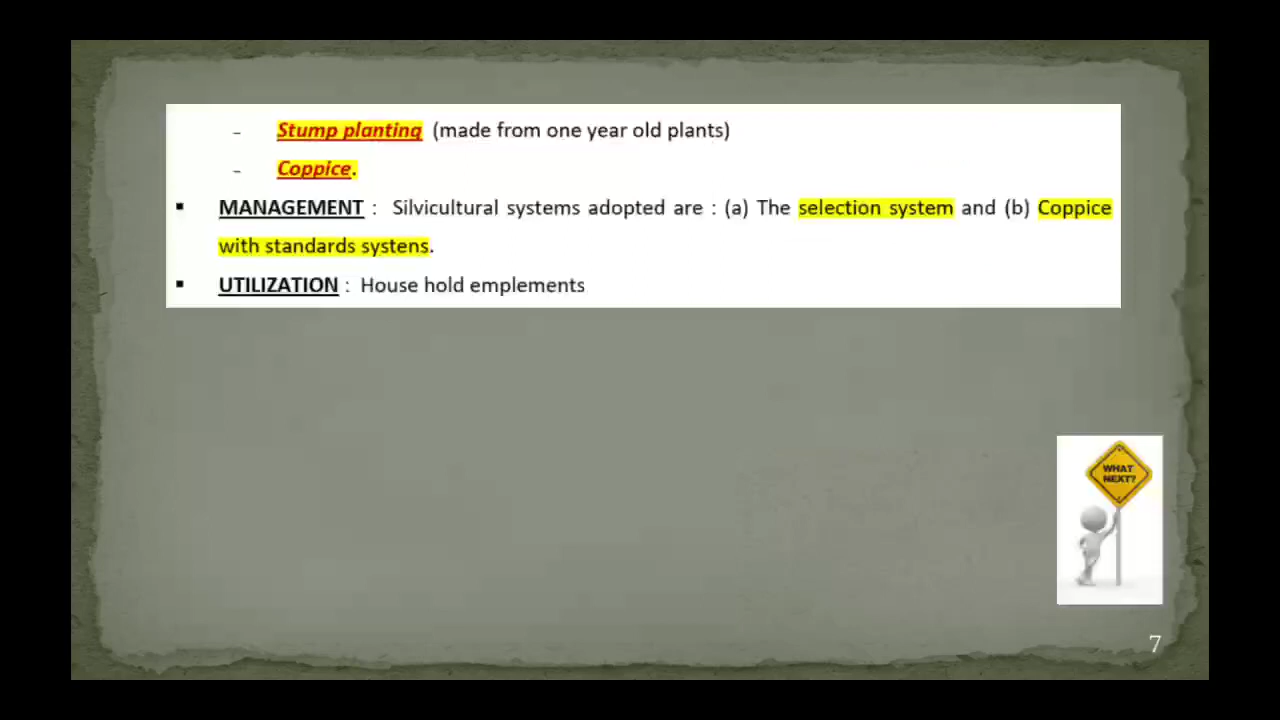 - Stump planting (made from one year old plants)
- Coppice.
▪ MANAGEMENT : Silvicultural systems adopted are : (a) The selection system and (b) Coppice
with standards systens.
▪ UTILIZATION : House hold emplements
WHAT
NEXT?
7